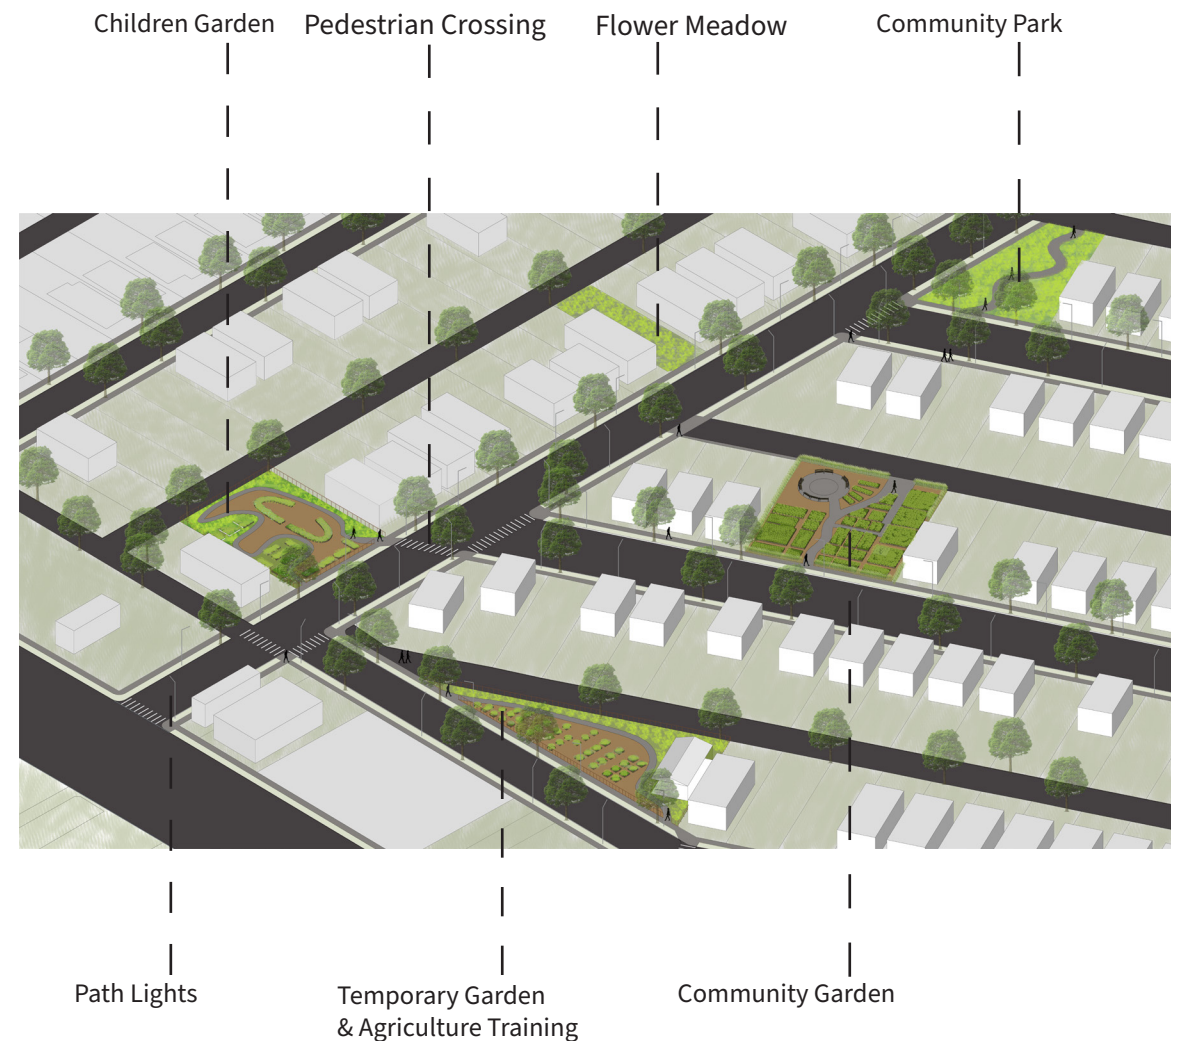 Children Garden
Pedestrian Crossing
Flower Meadow
Community Park
Path Lights
Temporary Garden
& Agriculture Training
Community Garden